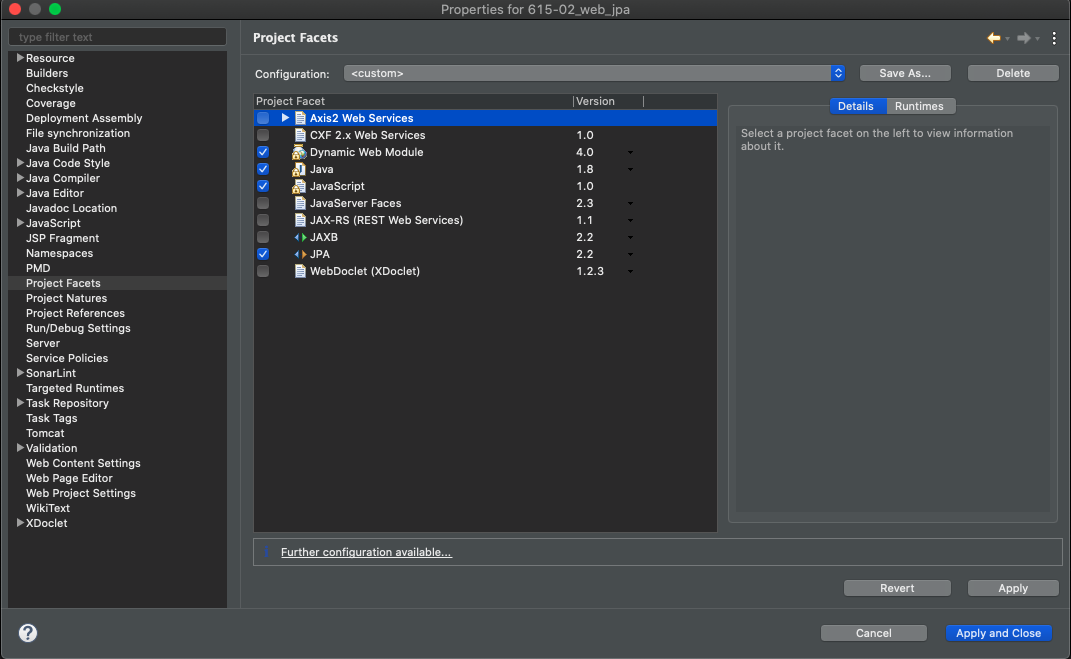 Properties for 615-02_web_jpa
type filter text
Resource
Builders
Checkstyle
Coverage
Deployment Assembly
File synchronization
Java Build Path
Java Code Style
Java Compiler
Java Editor
Javadoc Location
JavaScript
JSP Fragment
Namespaces
PMD
Project Facets
Project Natures
Project References
Run/Debug Settings
Server
Service Policies
SonarLint
Targeted Runtimes
Task Repository
Task Tags
Tomcat
Validation
Web Content Settings
Web Page Editor
Web Project Settings
WikiText
XDoclet
Project Facets
Configuration: <custom> Save As... Delete
Project Facet Version
Axis2 Web Services
CXF 2.x Web Services 1.0
Dynamic Web Module 4.0
Java 1.8
JavaScript 1.0
JavaServer Faces 2.3
JAX-RS (REST Web Services) 1.1
JAXB 2.2
JPA 2.2
WebDoclet (XDoclet) 1.2.3
Details Runtimes
Select a project facet on the left to view information
about it.
Further configuration available...
Revert Apply
? Cancel Apply and Close